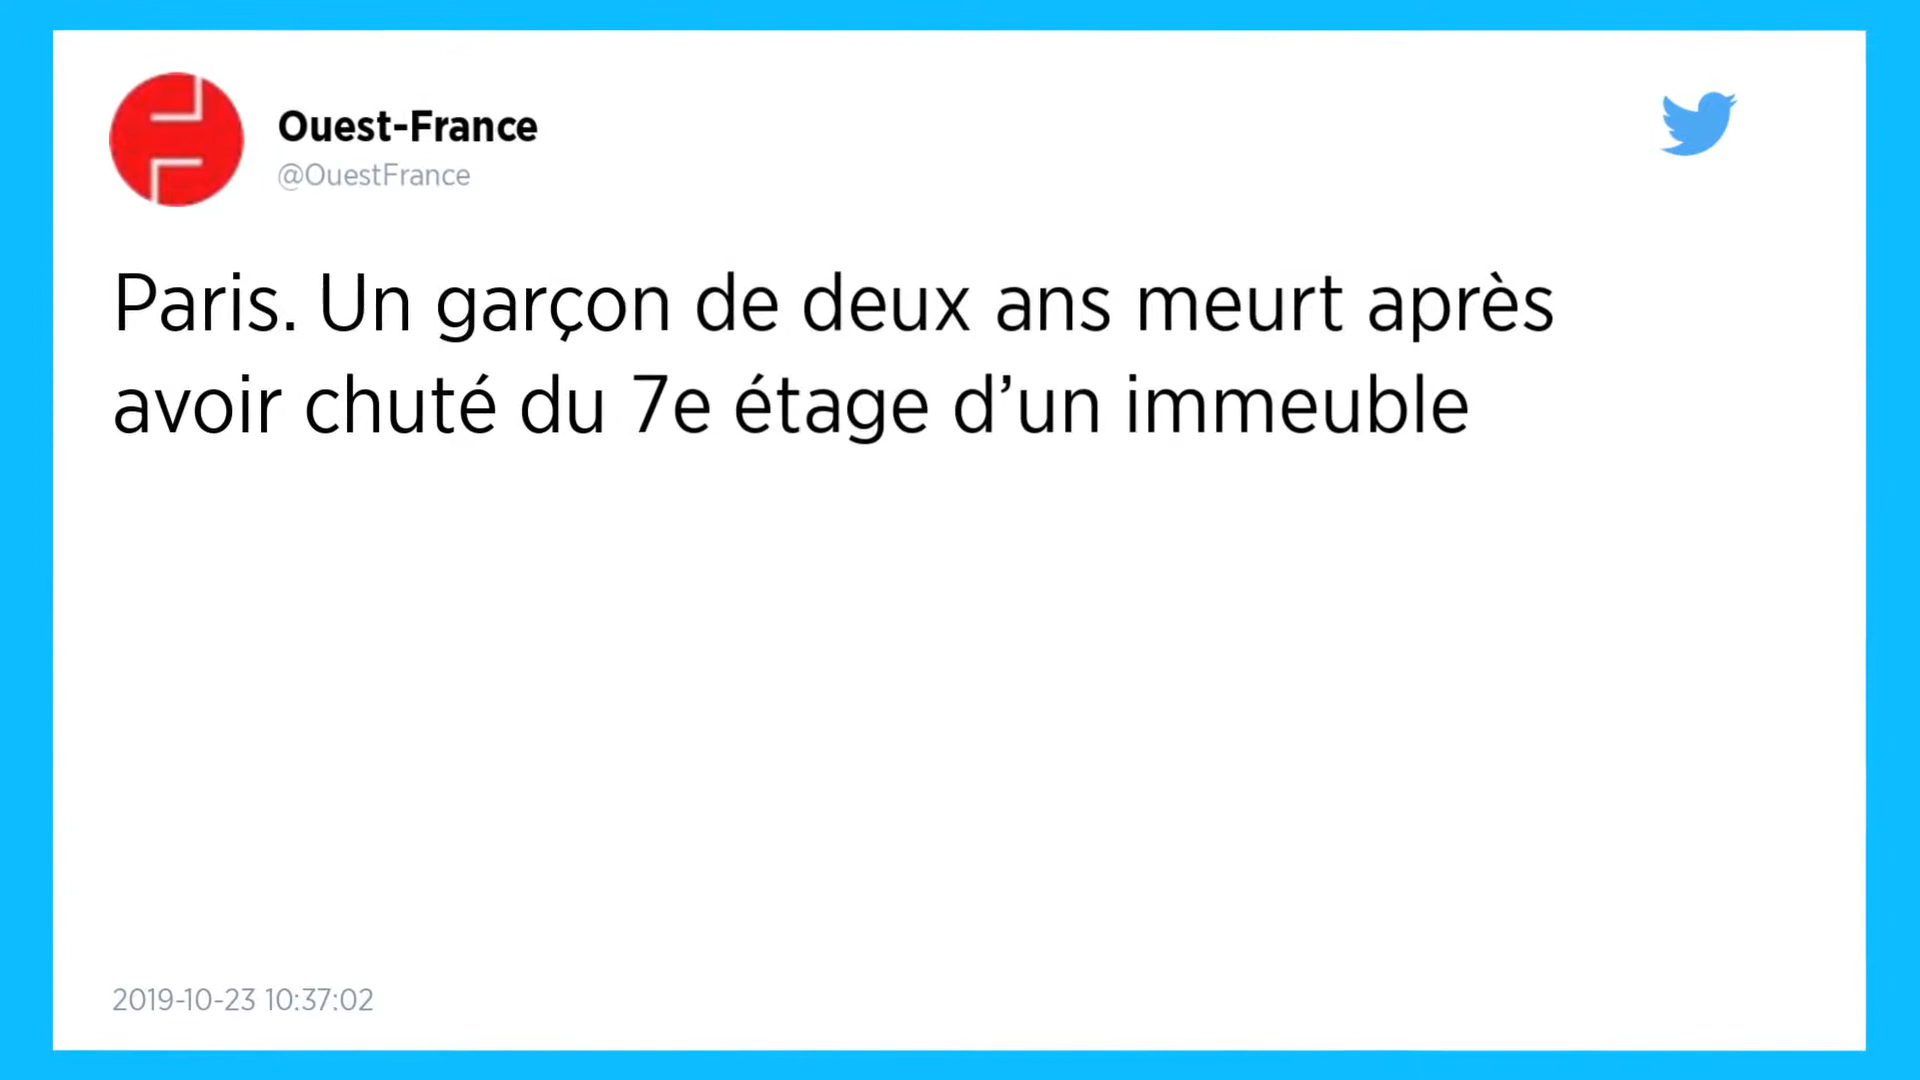 Ouest-France
@OuestFrance
Paris. Un garçon de deux ans meurt après
avoir chuté du 7e étage d’un immeuble
2019-10-23 10:37:02